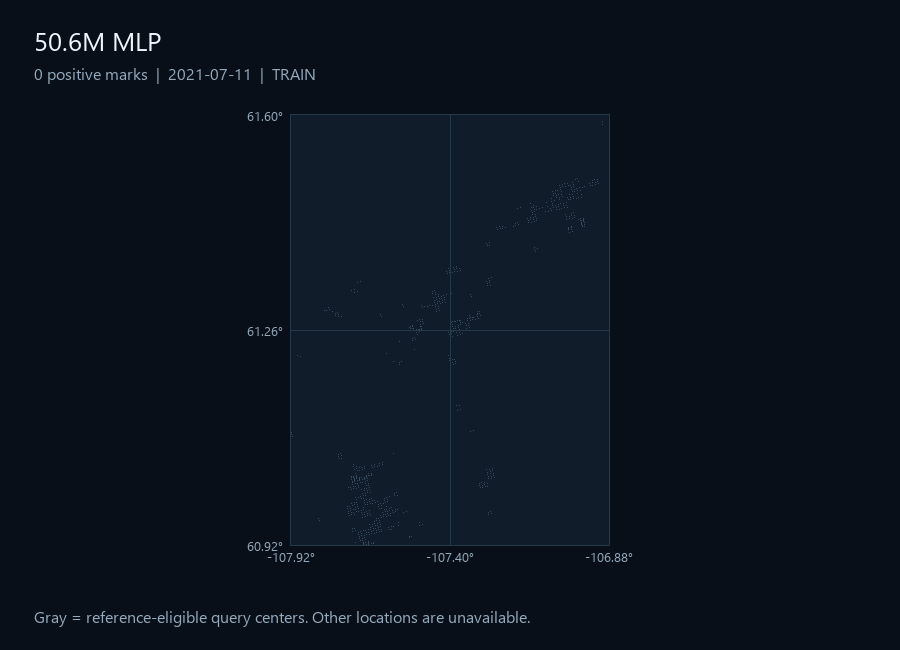 50.6M MLP
0 positive marks | 2021-07-11 | TRAIN
61.60°
61.26°
60.92°
-107.92°
-107.40°
-106.88°
Gray = reference-eligible query centers. Other locations are unavailable.